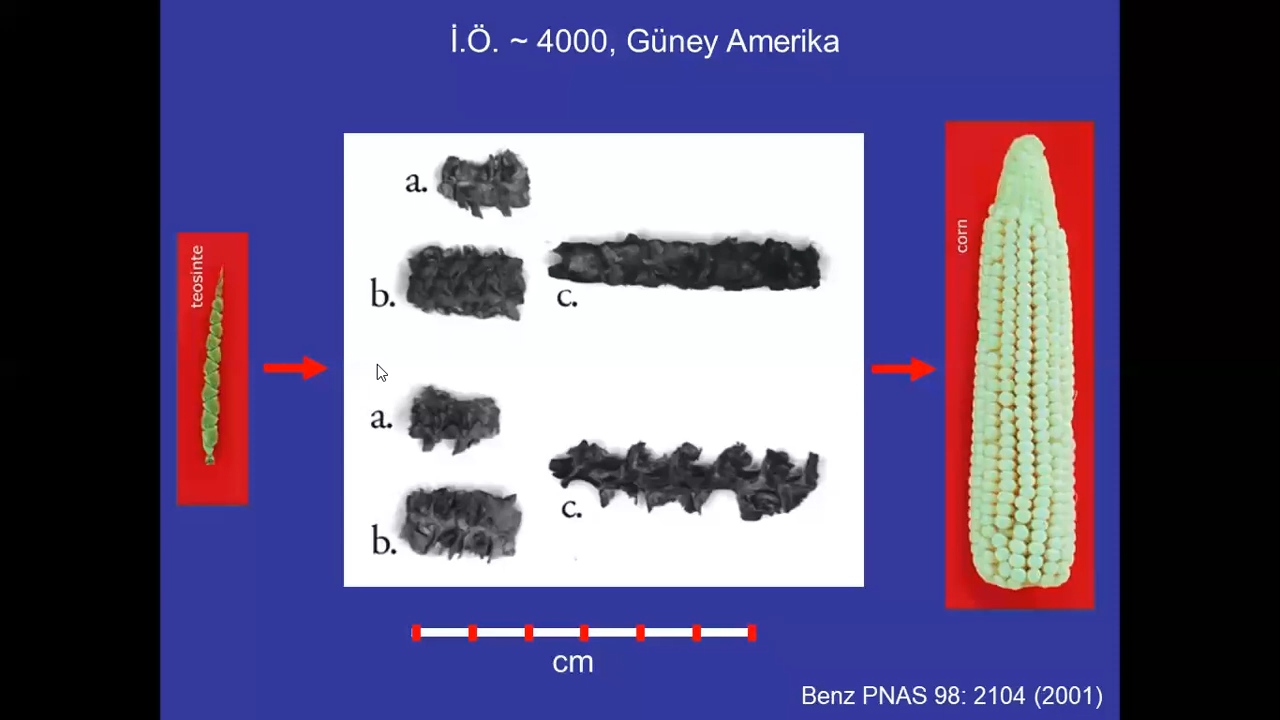 İ.Ö. ~ 4000, Güney Amerika
teosinte
a.
b.
c.
a.
b.
c.
corn
cm
Benz PNAS 98: 2104 (2001)